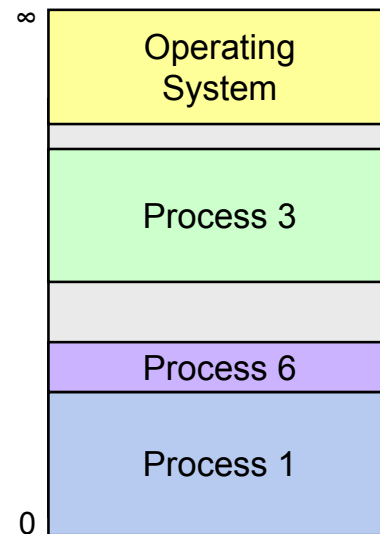 ∞
Operating
System
Process 3
Process 6
Process 1
0